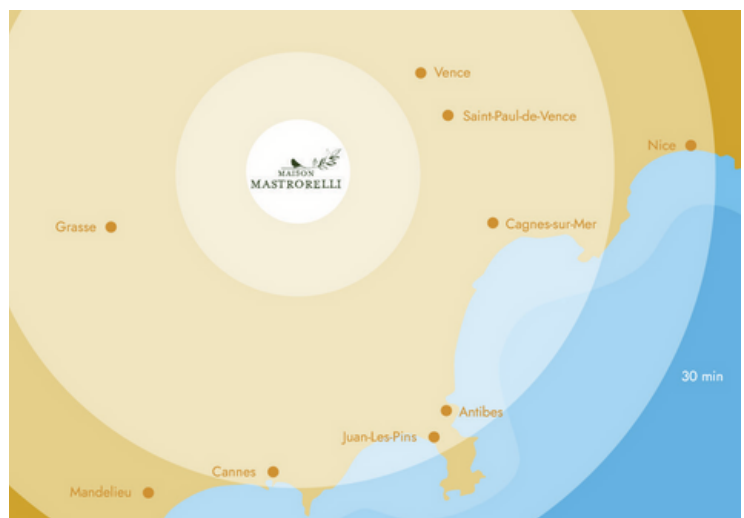 Vence
Saint-Paul-de-Vence
Nice
MAISON
MASTRORELLI
Grasse
Cagnes-sur-Mer
30 min
Antibes
Juan-Les-Pins
Cannes
Mandelieu